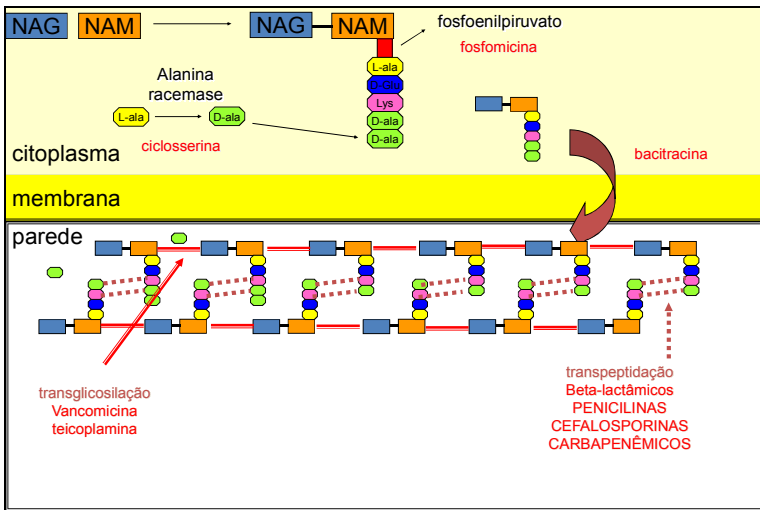 NAG NAM NAG NAM fosfoenilpiruvato
fosfomicina
L-ala
Alanina
racemase
D-Glu
Lys
L-ala D-ala D-ala
D-ala
ciclosserina
citoplasma
bacitracina
membrana
parede
transglicosilação
Vancomicina
teicoplamina
transpeptidação
Beta-lactâmicos
PENICILINAS
CEFALOSPORINAS
CARBAPENÊMICOS